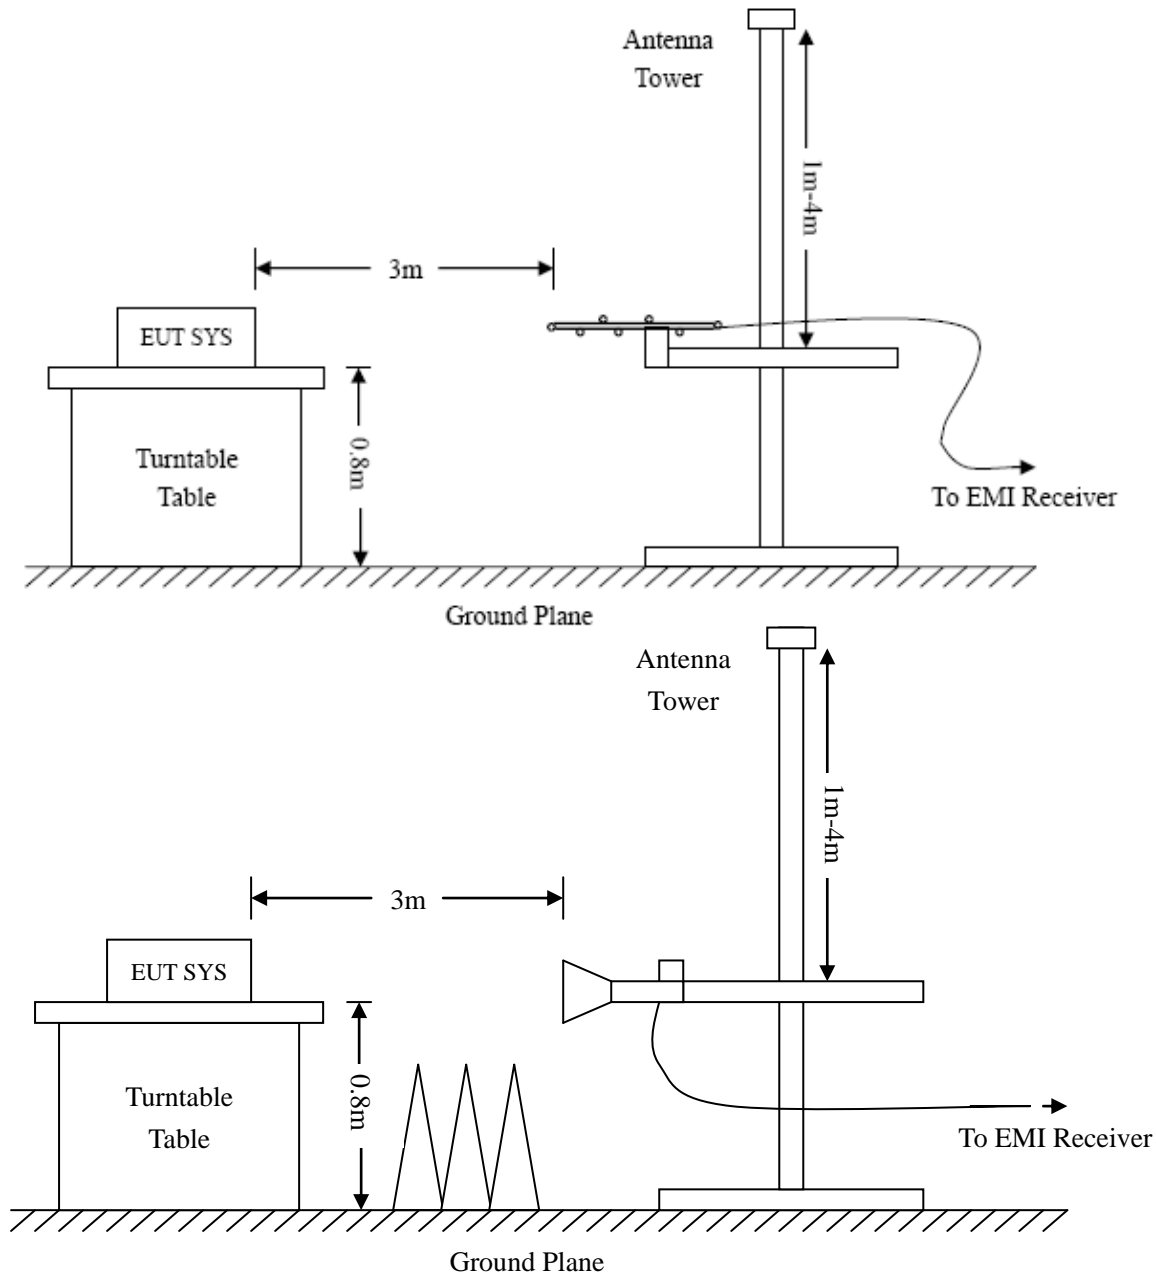 Antenna
Tower
1m-4m
3m
EUT SYS
0.8m
Turntable
Table
To EMI Receiver
Ground Plane
Antenna
Tower
1m-4m
3m
EUT SYS
0.8m
Turntable
Table
To EMI Receiver
Ground Plane